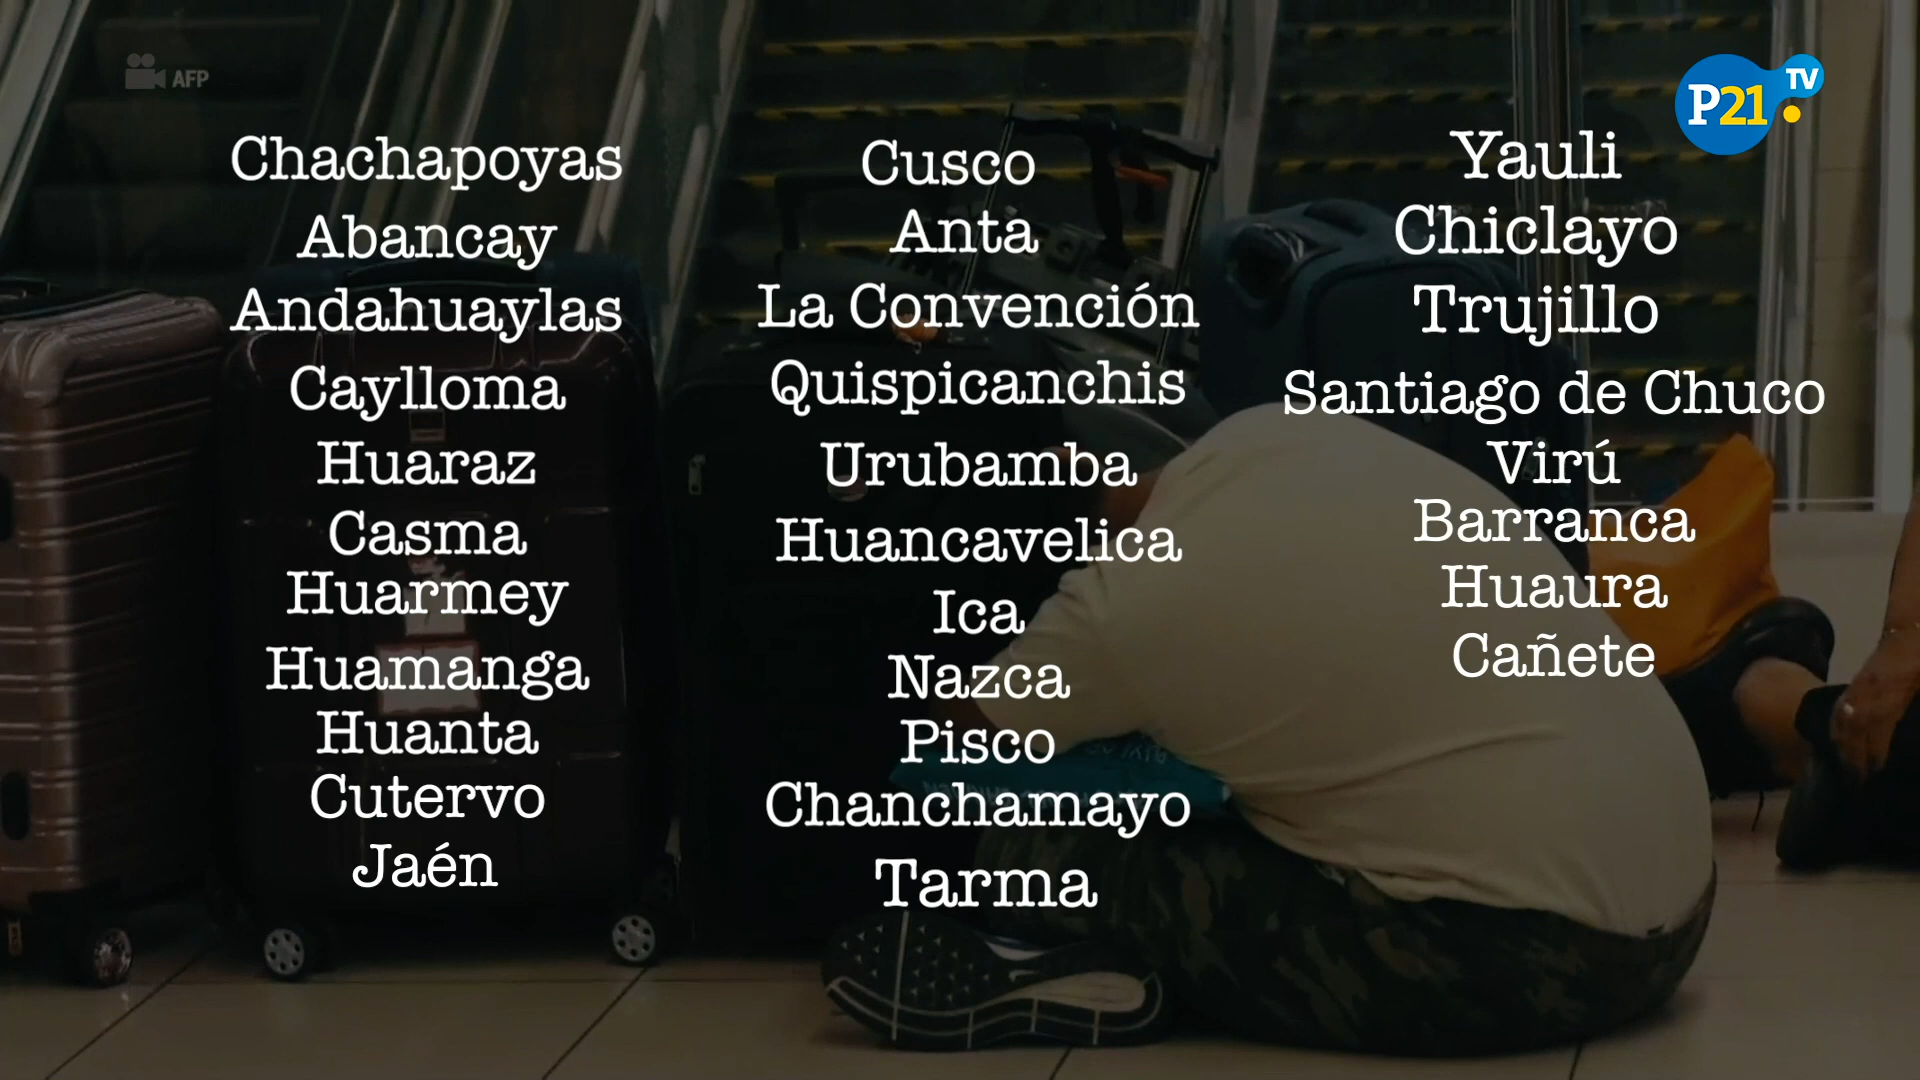 AFP
P21
TV
Chachapoyas
Abancay
Andahuaylas
Caylloma
Huaraz
Casma
Huarmey
Huamanga
Huanta
Cutervo
Jaén
Cusco
Anta
La Convención
Quispicanchis
Urubamba
Huancavelica
Ica
Nazca
Pisco
Chanchamayo
Tarma
Yauli
Chiclayo
Trujillo
Santiago de Chuco
Virú
Barranca
Huaura
Cañete